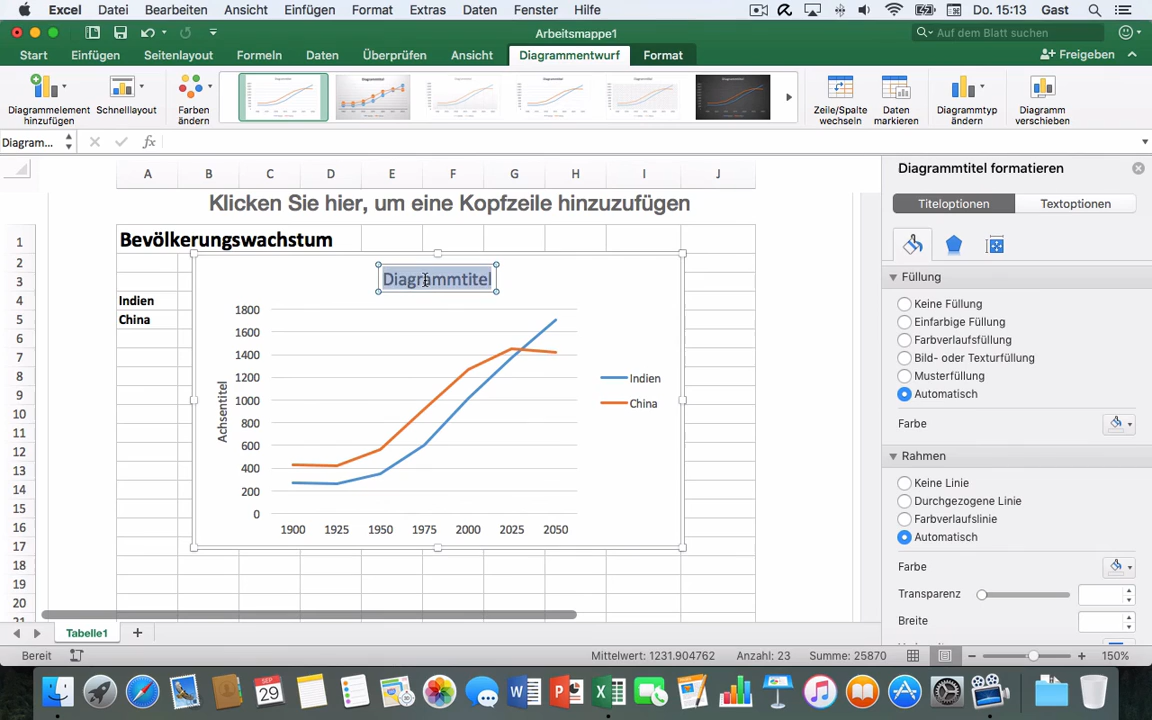 Excel Datei Bearbeiten Ansicht Einfügen Format Extras Daten Fenster Hilfe Do. 15:13 Gast
Arbeitsmappe1
Auf dem Blatt suchen
Start Einfügen Seitenlayout Formeln Daten Überprüfen Ansicht Diagrammentwurf Format Freigeben
Diagrammelement hinzufügen
Schnelllayout
Farben ändern
Zeile/Spalte wechseln
Daten markieren
Diagrammtyp ändern
Diagramm verschieben
Diagram...
fx
A B C D E F G H I J
Klicken Sie hier, um eine Kopfzeile hinzuzufügen
1 Bevölkerungswachstum
2
3
4 Indien
5 China
6
7
8
9
10
11
12
13
14
15
16
17
18
19
20
21
Diagrammtitel
Achsentitel
1800
1600
1400
1200
1000
800
600
400
200
0
1900 1925 1950 1975 2000 2025 2050
Indien
China
Diagrammtitel formatieren
Titeloptionen Textoptionen
Füllung
Keine Füllung
Einfarbige Füllung
Farbverlaufsfüllung
Bild- oder Texturfüllung
Musterfüllung
Automatisch
Farbe
Rahmen
Keine Linie
Durchgezogene Linie
Farbverlaufslinie
Automatisch
Farbe
Transparenz
Breite
Tabelle1
Bereit Mittelwert: 1231.904762 Anzahl: 23 Summe: 25870 150%
SEP
29